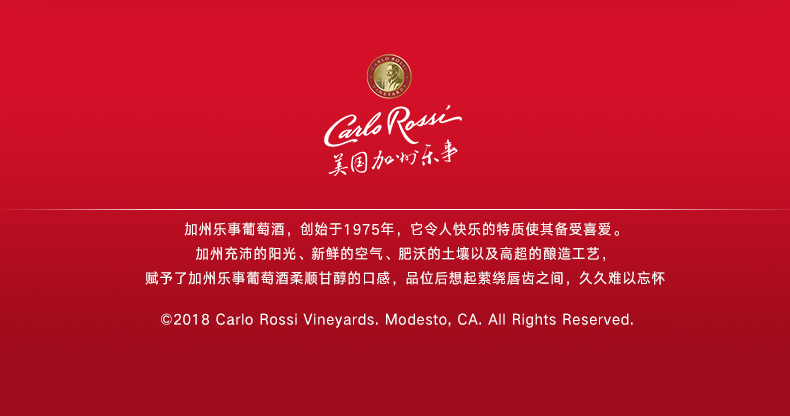 CARLO ROSSI
VINEYARDS
Carlo Rossi
美国加州乐事
加州乐事葡萄酒，创始于1975年，它令人快乐的特质使其备受喜爱。
加州充沛的阳光、新鲜的空气、肥沃的土壤以及高超的酿造工艺，
赋予了加州乐事葡萄酒柔顺甘醇的口感，品位后想起萦绕唇齿之间，久久难以忘怀
©2018 Carlo Rossi Vineyards. Modesto, CA. All Rights Reserved.